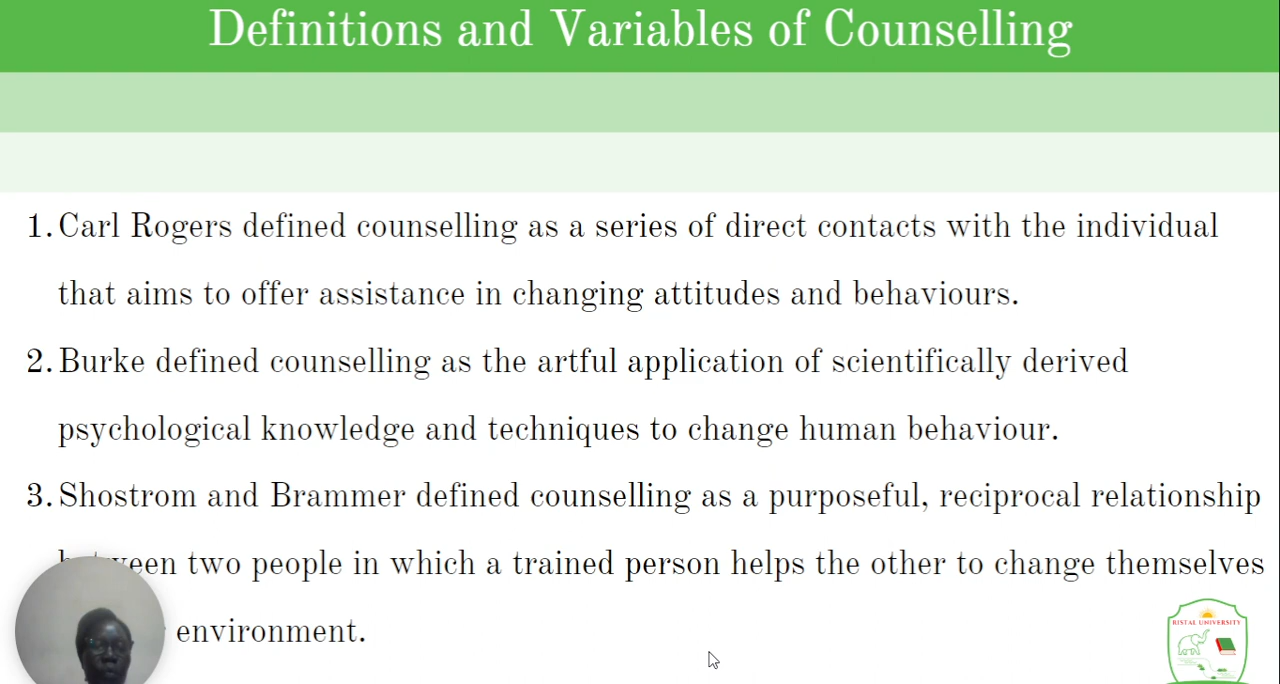 Definitions and Variables of Counselling
1. Carl Rogers defined counselling as a series of direct contacts with the individual
that aims to offer assistance in changing attitudes and behaviours.
2. Burke defined counselling as the artful application of scientifically derived
psychological knowledge and techniques to change human behaviour.
3. Shostrom and Brammer defined counselling as a purposeful, reciprocal relationship
two people in which a trained person helps the other to change themselves
environment.
RISTAL UNIVERSITY